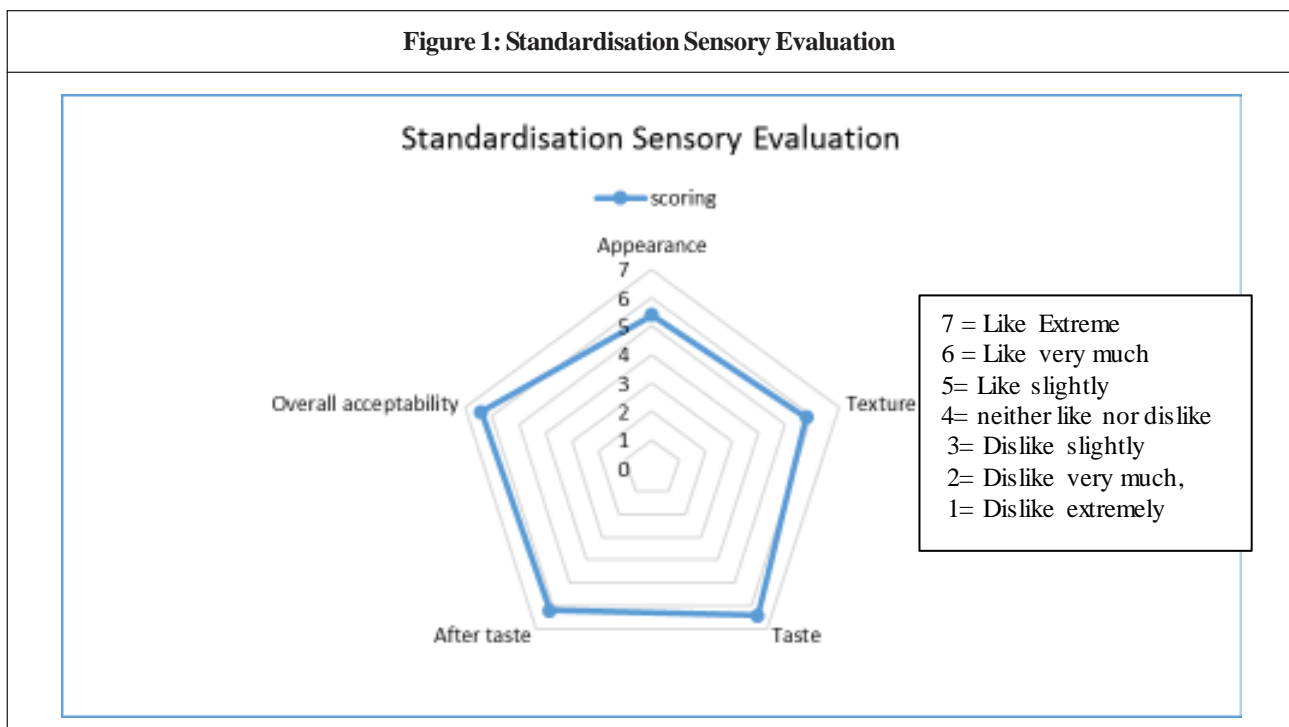 Figure 1: Standardisation Sensory Evaluation
Standardisation Sensory Evaluation
scoring
Appearance
7
6
5
4
3
2
1
0
Texture
Taste
After taste
Overall acceptability
7 = Like Extreme
6 = Like very much
5= Like slightly
4= neither like nor dislike
3= Dislike slightly
2= Dislike very much,
1= Dislike extremely